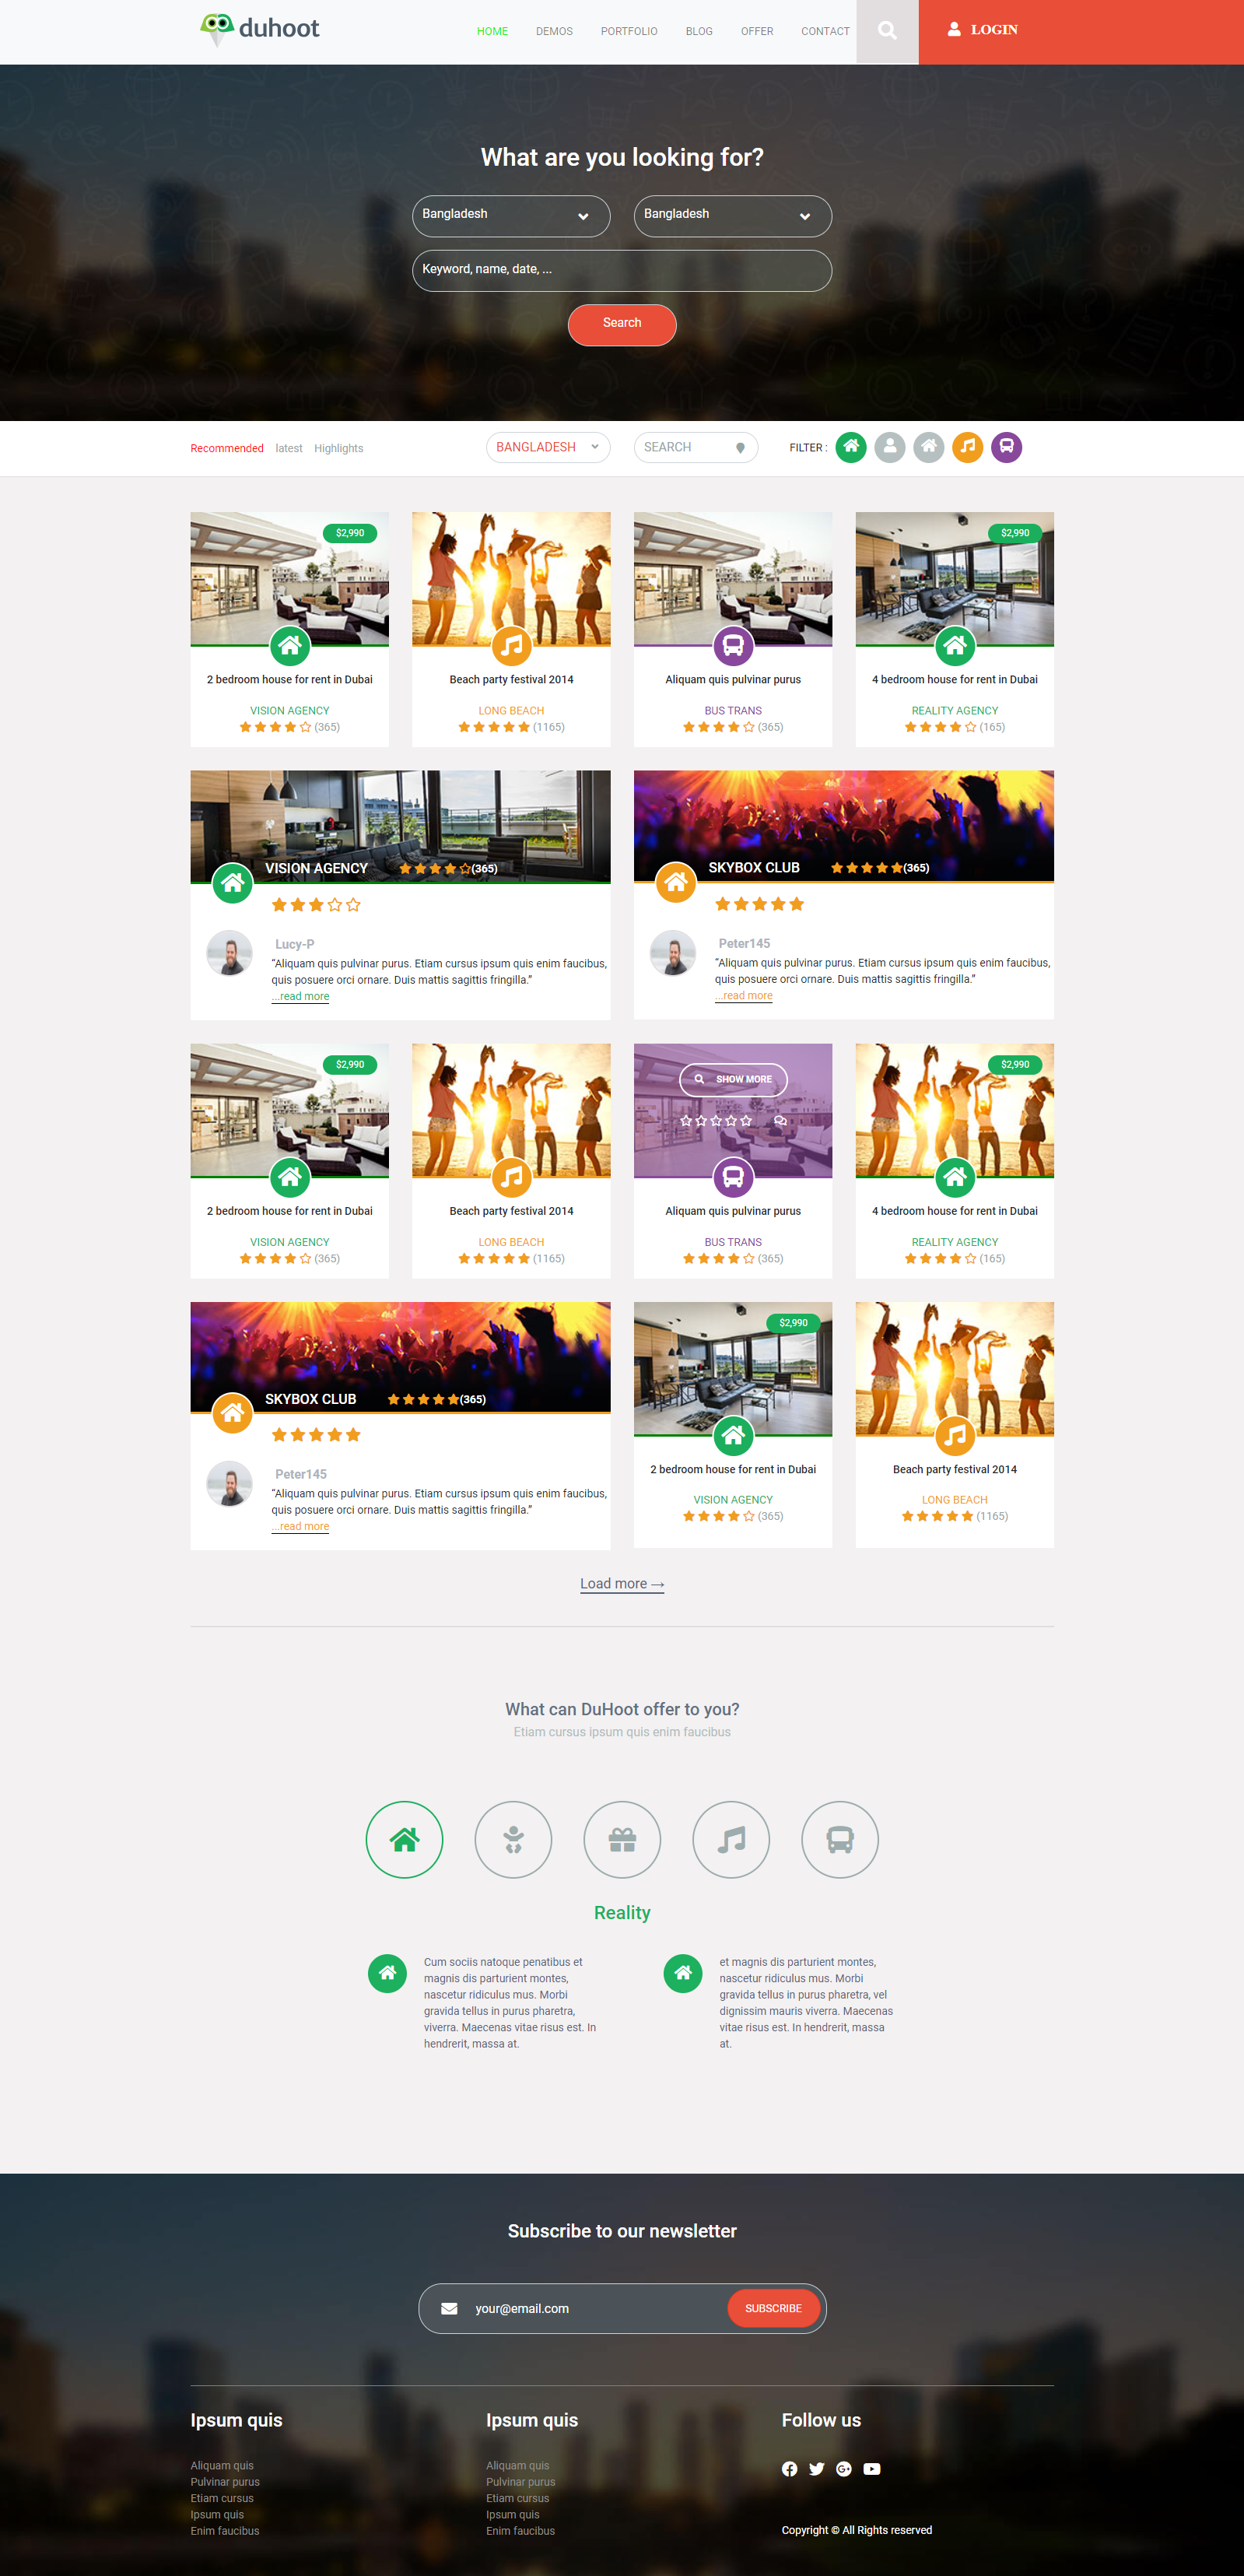 duhoot
HOME DEMOS PORTFOLIO BLOG OFFER CONTACT
LOGIN
What are you looking for?
Bangladesh
Bangladesh
Keyword, name, date, ...
Search
Recommended latest Highlights
BANGLADESH
SEARCH
FILTER :
$2,990
2 bedroom house for rent in Dubai
VISION AGENCY
(365)
Beach party festival 2014
LONG BEACH
(1165)
Aliquam quis pulvinar purus
BUS TRANS
(365)
$2,990
4 bedroom house for rent in Dubai
REALITY AGENCY
(165)
VISION AGENCY (365)
Lucy-P
“Aliquam quis pulvinar purus. Etiam cursus ipsum quis enim faucibus,
quis posuere orci ornare. Duis mattis sagittis fringilla.”
...read more
SKYBOX CLUB (365)
Peter145
“Aliquam quis pulvinar purus. Etiam cursus ipsum quis enim faucibus,
quis posuere orci ornare. Duis mattis sagittis fringilla.”
...read more
$2,990
2 bedroom house for rent in Dubai
VISION AGENCY
(365)
Beach party festival 2014
LONG BEACH
(1165)
SHOW MORE
Aliquam quis pulvinar purus
BUS TRANS
(365)
$2,990
4 bedroom house for rent in Dubai
REALITY AGENCY
(165)
SKYBOX CLUB (365)
Peter145
“Aliquam quis pulvinar purus. Etiam cursus ipsum quis enim faucibus,
quis posuere orci ornare. Duis mattis sagittis fringilla.”
...read more
$2,990
2 bedroom house for rent in Dubai
VISION AGENCY
(365)
Beach party festival 2014
LONG BEACH
(1165)
Load more →
What can DuHoot offer to you?
Etiam cursus ipsum quis enim faucibus
Reality
Cum sociis natoque penatibus et
magnis dis parturient montes,
nascetur ridiculus mus. Morbi
gravida tellus in purus pharetra,
viverra. Maecenas vitae risus est. In
hendrerit, massa at.
et magnis dis parturient montes,
nascetur ridiculus mus. Morbi
gravida tellus in purus pharetra, vel
dignissim mauris viverra. Maecenas
vitae risus est. In hendrerit, massa
at.
Subscribe to our newsletter
your@email.com
SUBSCRIBE
Ipsum quis
Aliquam quis
Pulvinar purus
Etiam cursus
Ipsum quis
Enim faucibus
Ipsum quis
Aliquam quis
Pulvinar purus
Etiam cursus
Ipsum quis
Enim faucibus
Follow us
Copyright © All Rights reserved